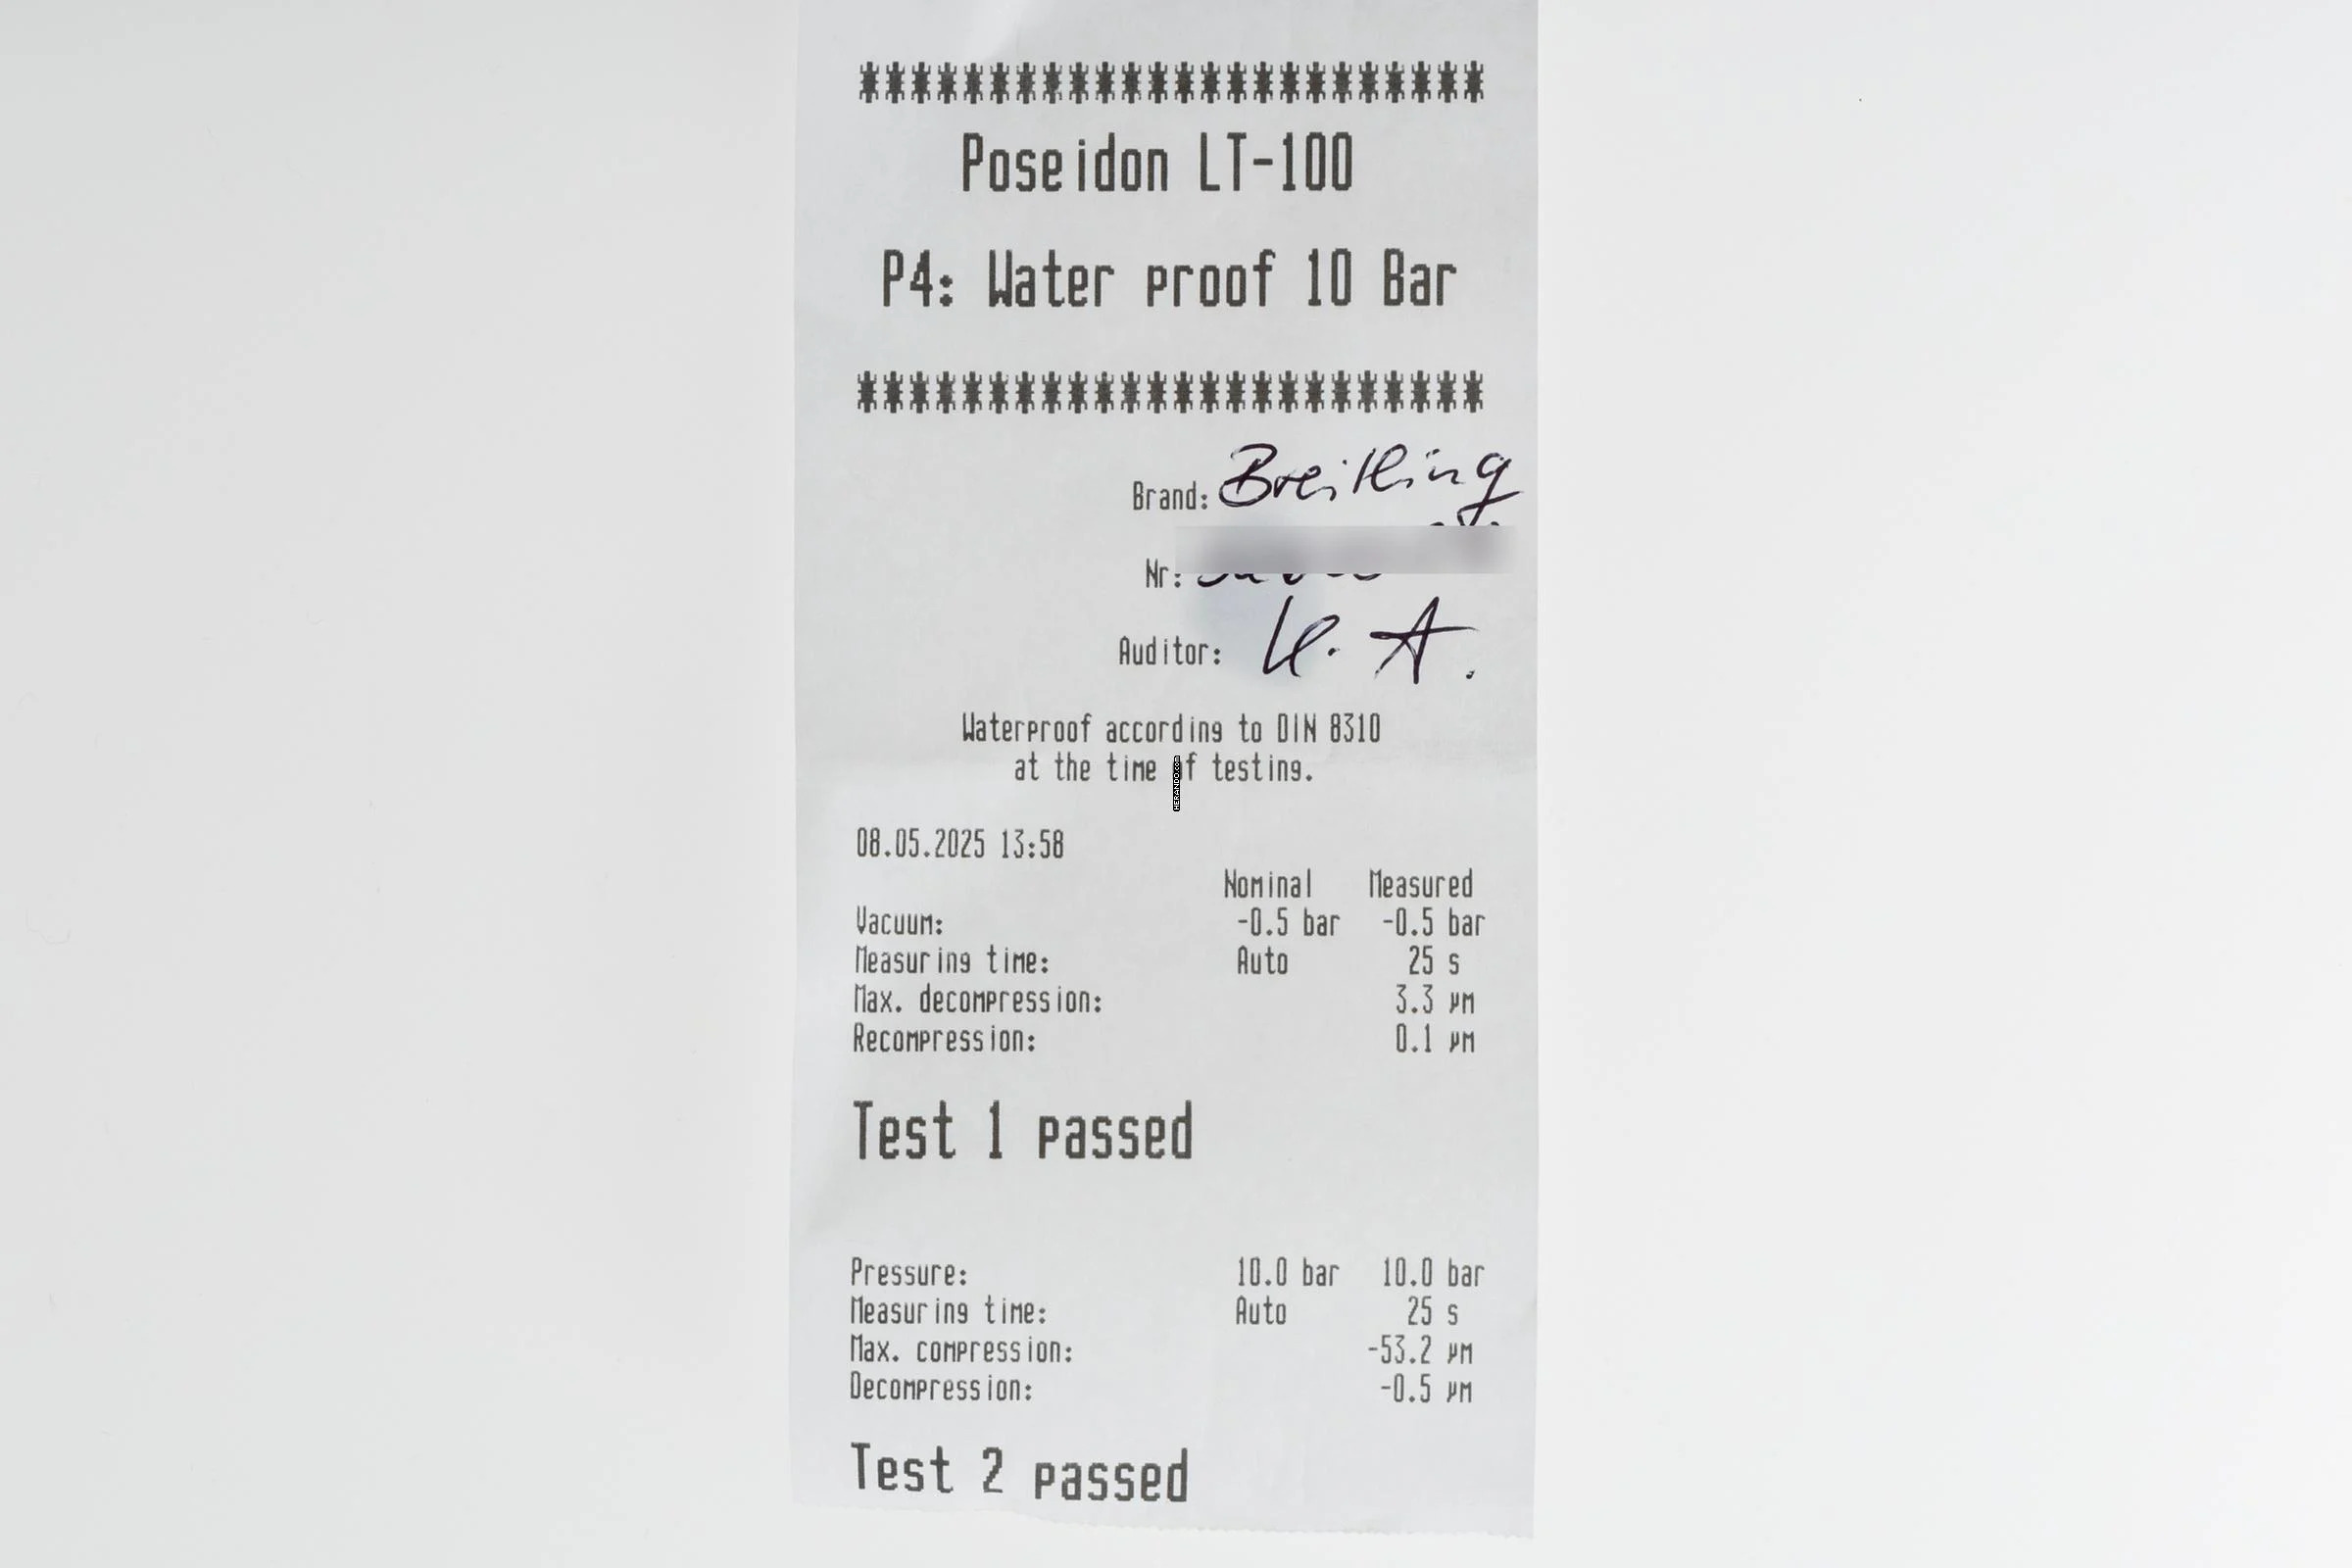 ************************
Poseidon LT-100
P4: Water proof 10 Bar
************************
Brand: Breitling
Nr:
Auditor: K. A.
Waterproof according to DIN 8310
at the time of testing.
HERANDO.com
08.05.2025 13:58
Nominal Measured
Vacuum: -0.5 bar -0.5 bar
Measuring time: Auto 25 s
Max. decompression: 3.3 µm
Recompression: 0.1 µm
Test 1 passed
Pressure: 10.0 bar 10.0 bar
Measuring time: Auto 25 s
Max. compression: -53.2 µm
Decompression: -0.5 µm
Test 2 passed